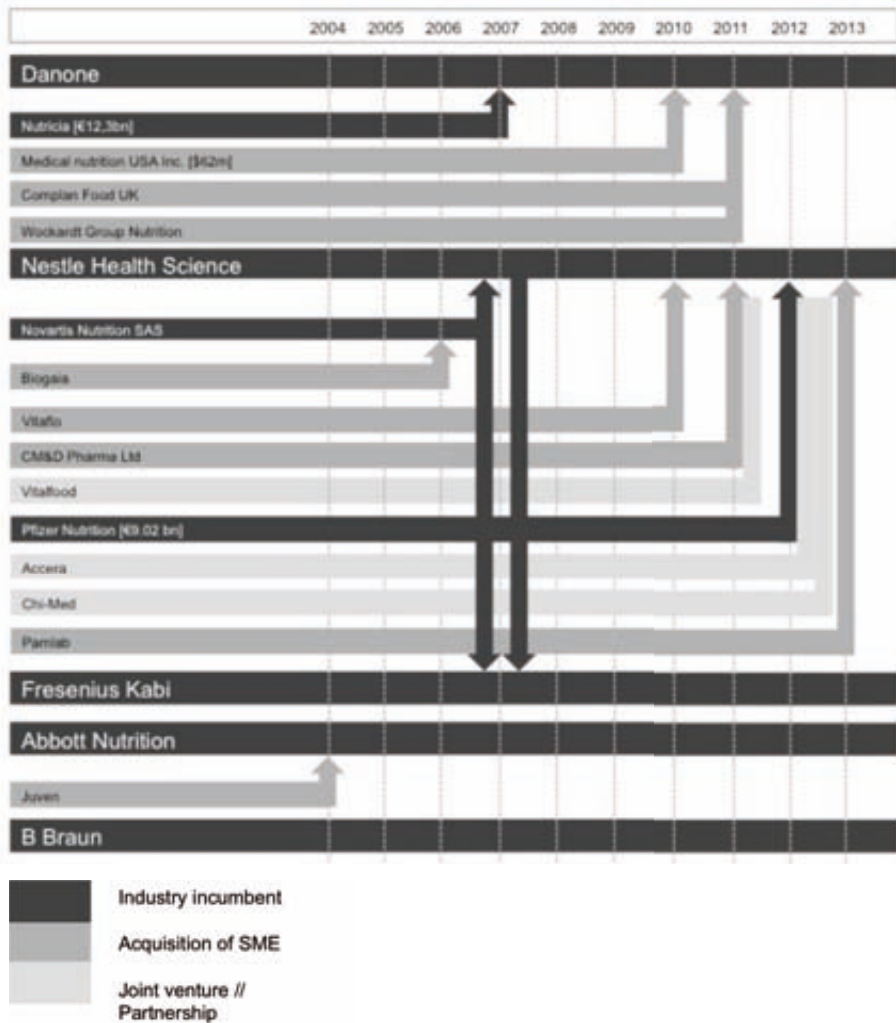 2004 2005 2006 2007 2008 2009 2010 2011 2012 2013
Danone
Nutricia [€12,3bn]
Medical nutrition USA Inc. [$62m]
Complan Food UK
Wockardt Group Nutrition
Nestle Health Science
Novartis Nutrition SAS
Biogaia
Vitaflo
CM&D Pharma Ltd
Vitalfood
Pfizer Nutrition [€9.02 bn]
Accera
Chi-Med
Pamlab
Fresenius Kabi
Abbott Nutrition
Juven
B Braun
Industry incumbent
Acquisition of SME
Joint venture //
Partnership